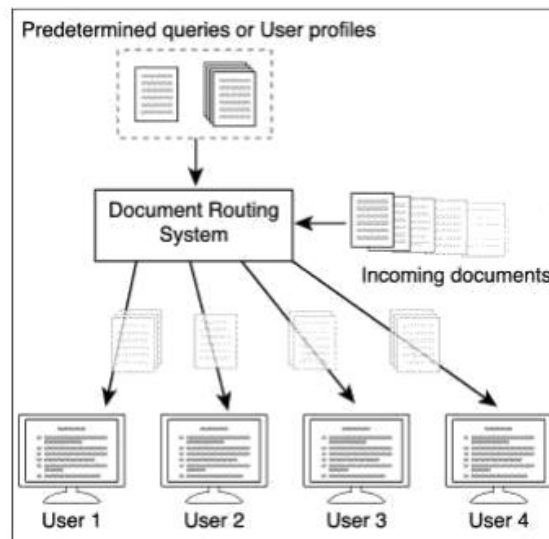 Predetermined queries or User profiles
Document Routing
System
Incoming documents
User 1
User 2
User 3
User 4